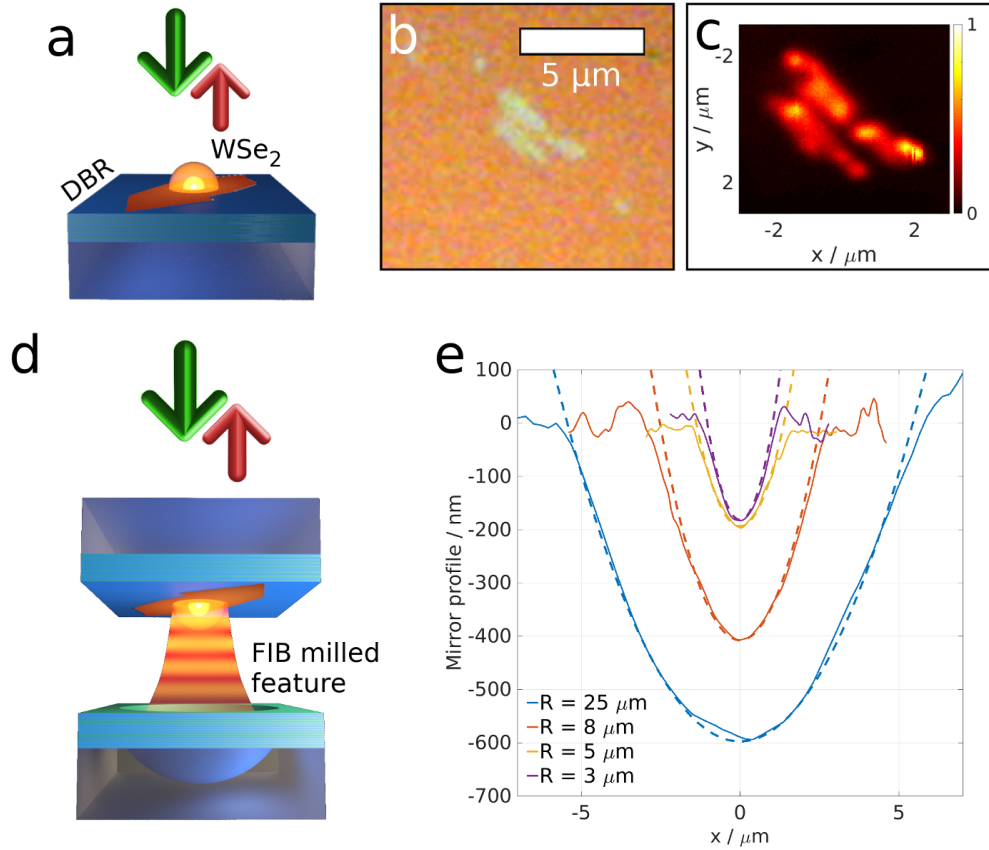 a
WSe2
DBR
b
5 μm
c
1
0
-2
2
y / μm
-2
2
x / μm
d
FIB milled
feature
e
100
0
-100
-200
-300
-400
-500
-600
-700
Mirror profile / nm
R = 25 μm
R = 8 μm
R = 5 μm
R = 3 μm
-5
0
5
x / μm